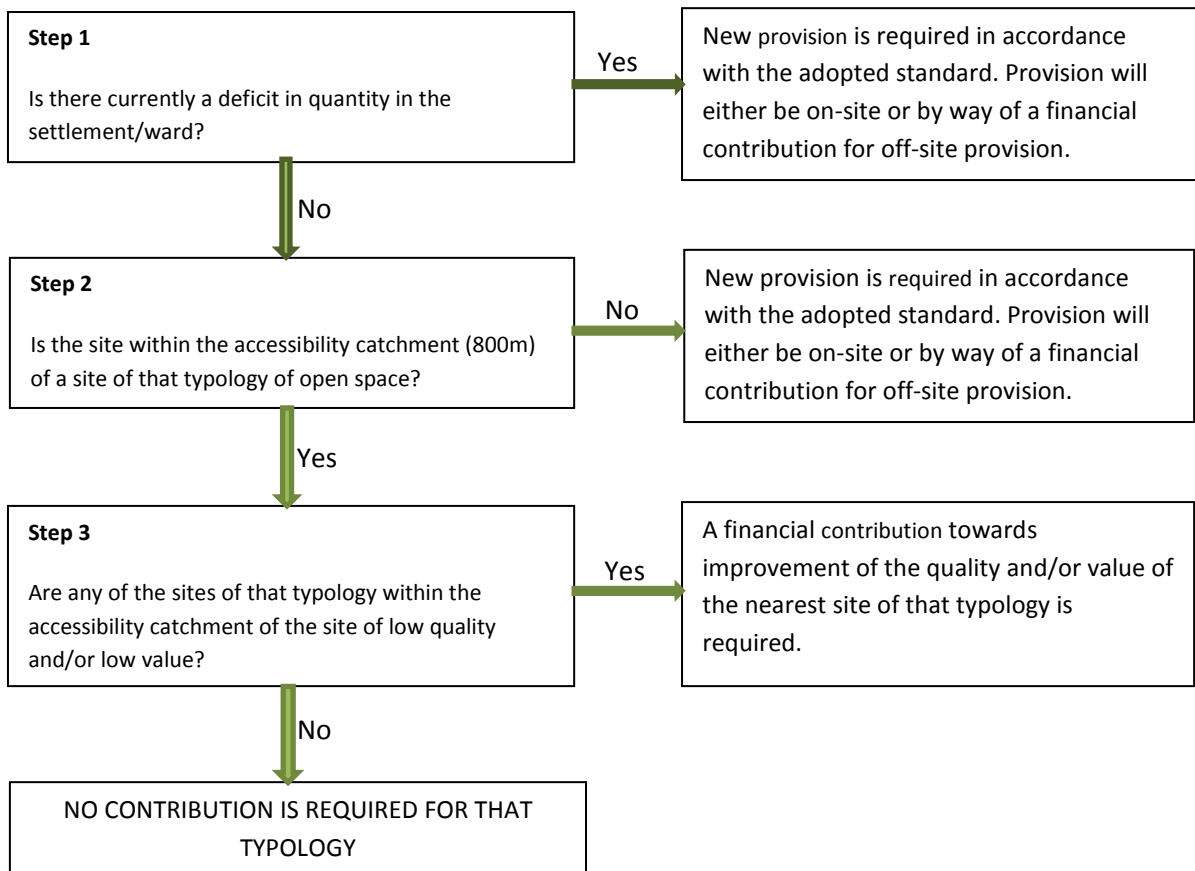 Step 1
Is there currently a deficit in quantity in the
settlement/ward?
Yes
New provision is required in accordance
with the adopted standard. Provision will
either be on-site or by way of a financial
contribution for off-site provision.
No
Step 2
Is the site within the accessibility catchment (800m)
of a site of that typology of open space?
No
New provision is required in accordance
with the adopted standard. Provision will
either be on-site or by way of a financial
contribution for off-site provision.
Yes
Step 3
Are any of the sites of that typology within the
accessibility catchment of the site of low quality
and/or low value?
Yes
A financial contribution towards
improvement of the quality and/or value of
the nearest site of that typology is
required.
No
NO CONTRIBUTION IS REQUIRED FOR THAT
TYPOLOGY